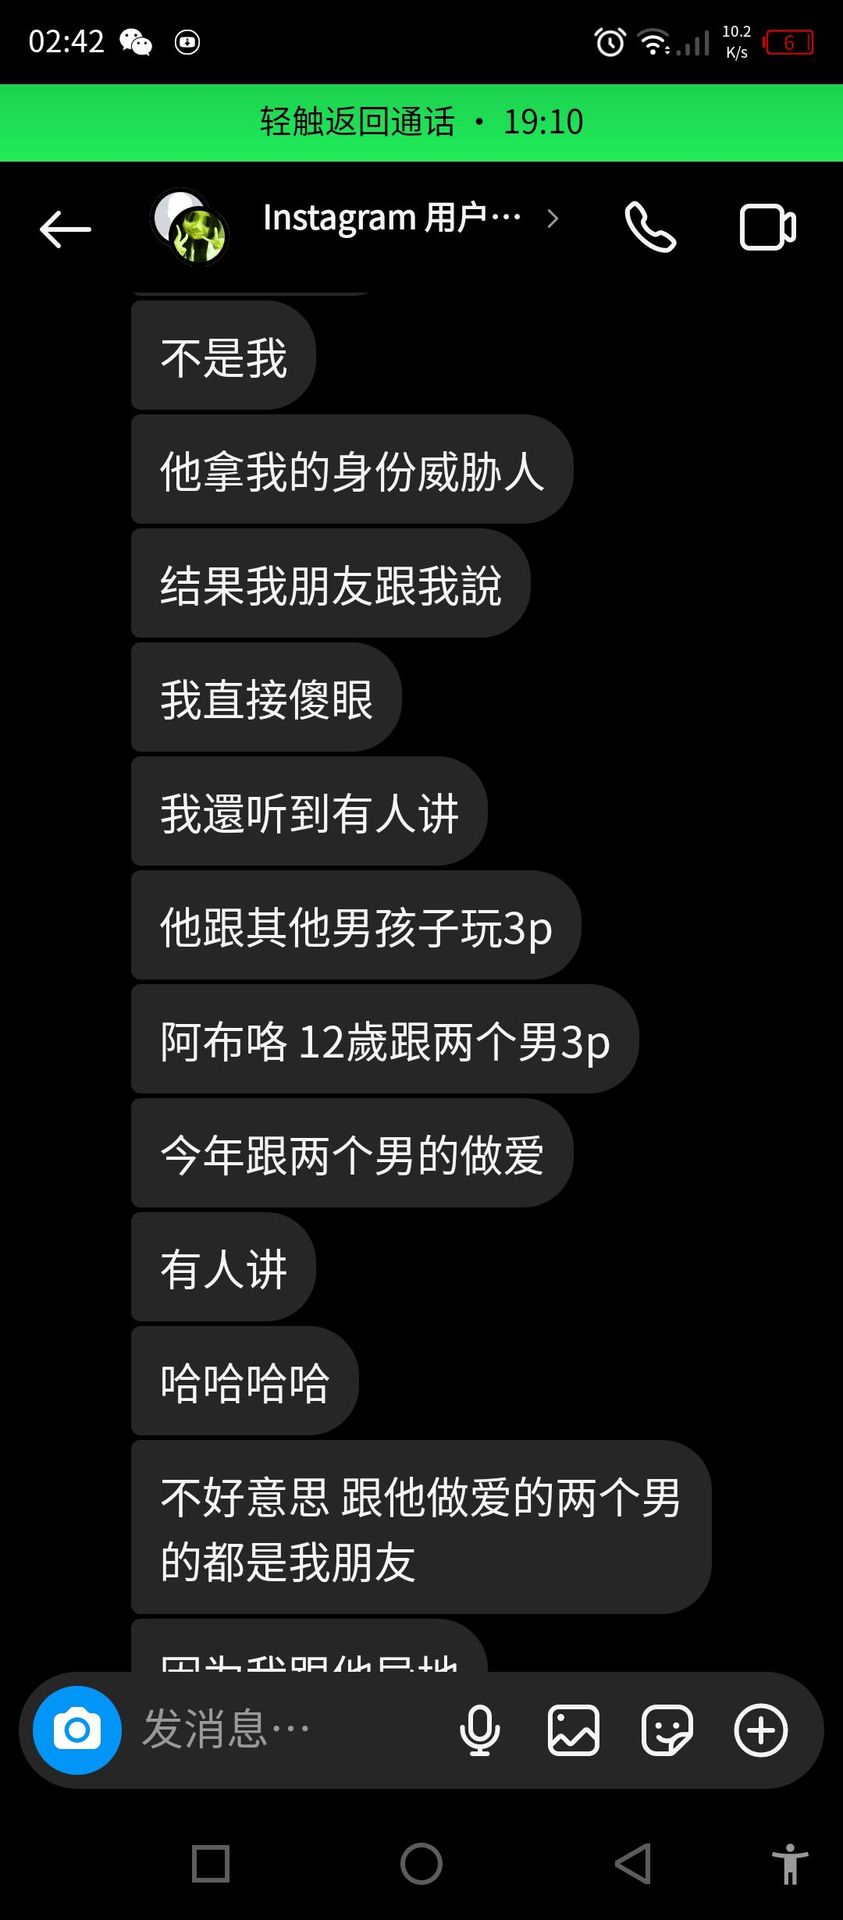 02:42
10.2
K/s
6
轻触返回通话 · 19:10
Instagram 用户…
不是我
他拿我的身份威胁人
结果我朋友跟我說
我直接傻眼
我還听到有人讲
他跟其他男孩子玩3p
阿布咯 12歲跟两个男3p
今年跟两个男的做爱
有人讲
哈哈哈哈
不好意思 跟他做爱的两个男
的都是我朋友
发消息…